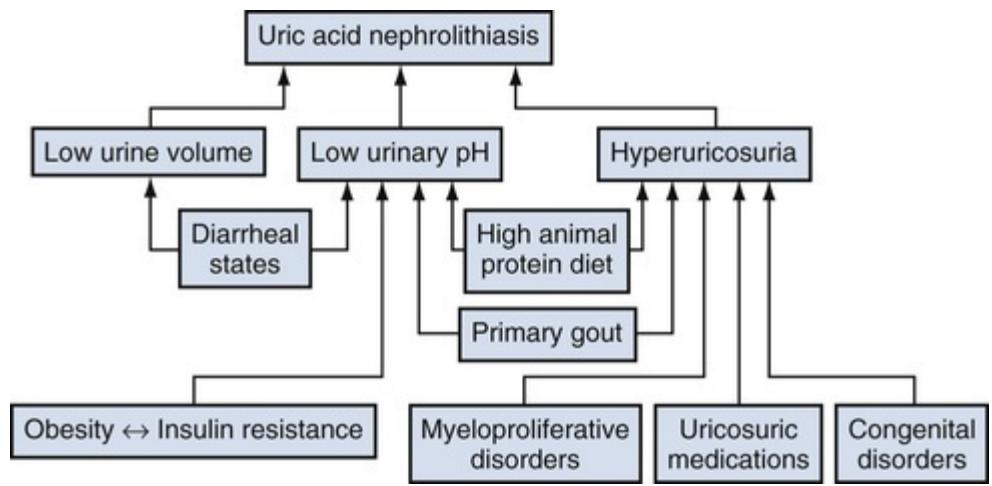 Uric acid nephrolithiasis
Low urine volume
Low urinary pH
Hyperuricosuria
Diarrheal
states
High animal
protein diet
Primary gout
Obesity ↔ Insulin resistance
Myeloproliferative
disorders
Uricosuric
medications
Congenital
disorders